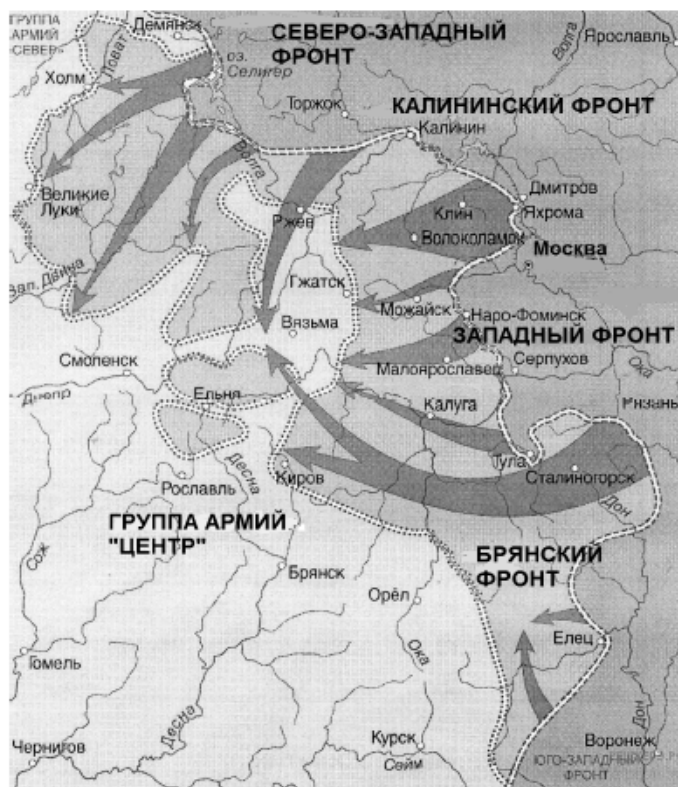 ГРУППА
АРМИЙ
«СЕВЕР»
Демянск
СЕВЕРО-ЗАПАДНЫЙ
ФРОНТ
Ловат
оз.
Селигер
Волга
Ярославль
Холм
Торжок
КАЛИНИНСКИЙ ФРОНТ
Калинин
Волга
Великие
Луки
Дмитров
Клин
Яхрома
Ржев
Волоколамск
Москва
Зап. Двина
Гжатск
Можайск
Наро-Фоминск
Вязьма
ЗАПАДНЫЙ ФРОНТ
Смоленск
Малоярославец
Серпухов
Ока
Днепр
Ельня
Калуга
Рязань
Десна
Тула
Киров
Сталиногорск
Рославль
Дон
ГРУППА АРМИЙ
"ЦЕНТР"
БРЯНСКИЙ
ФРОНТ
Сож
Брянск
Орёл
Елец
Ока
Гомель
Десна
Дон
Чернигов
Курск
Сейм
Воронеж
ЮГО-ЗАПАДНЫЙ
ФРОНТ